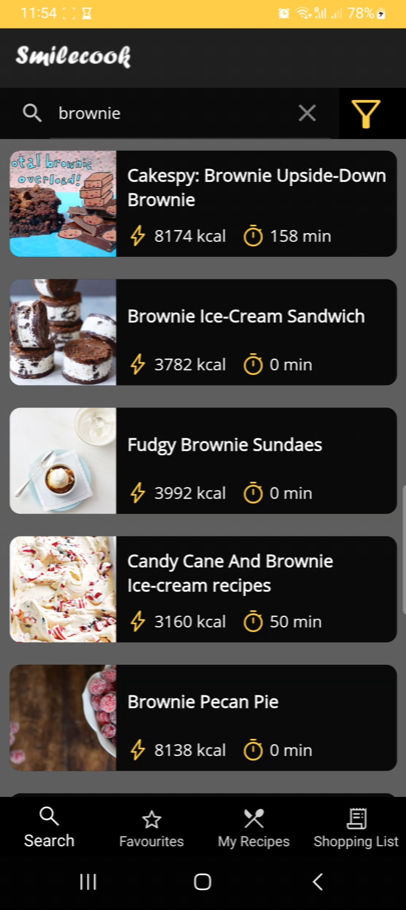 11:54 78%
Smilecook
brownie
otal brownie
overload!
Cakespy: Brownie Upside-Down
Brownie
8174 kcal 158 min
Brownie Ice-Cream Sandwich
3782 kcal 0 min
Fudgy Brownie Sundaes
3992 kcal 0 min
Candy Cane And Brownie
Ice-cream recipes
3160 kcal 50 min
Brownie Pecan Pie
8138 kcal 0 min
Search Favourites My Recipes Shopping List